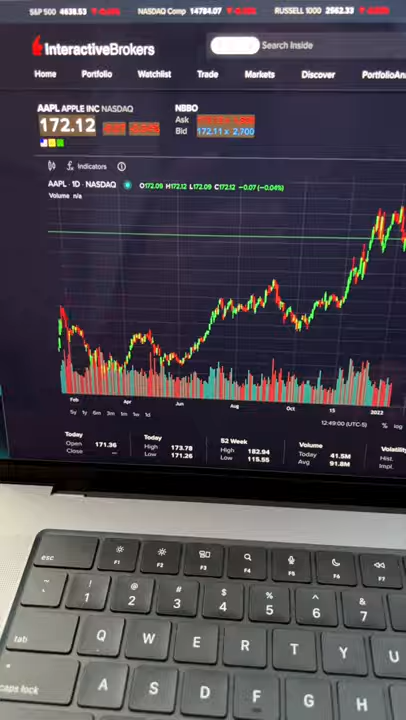 S&P 500 4638.53
NASDAQ Comp 14784.07
RUSSELL 1000 2562.33
InteractiveBrokers
Search Inside
Home Portfolio Watchlist Trade Markets Discover
AAPL APPLE INC NASDAQ
172.12
NBBO
Ask
Bid 172.11 x 2,700
Indicators
AAPL · 1D · NASDAQ O172.09 H172.12 L172.09 C172.12 −0.07 (−0.04%)
Volume n/a
Feb Apr Jun Aug Oct 15 2022
5y 1y 6m 3m 1m 1w 1d
12:49:00 (UTC-5) % log
Today
Open 171.36
Close —
Today
High 173.78
Low 171.26
52 Week
High 182.94
Low 115.55
Volume
Today 41.5M
Avg 91.8M
Hist.
Impl.
esc F1 F2 F3 F4 F5 F6 F7
~ ` ! 1 @ 2 # 3 $ 4 % 5 ^ 6 & 7
tab Q W E R T Y U
caps lock A S D F G H